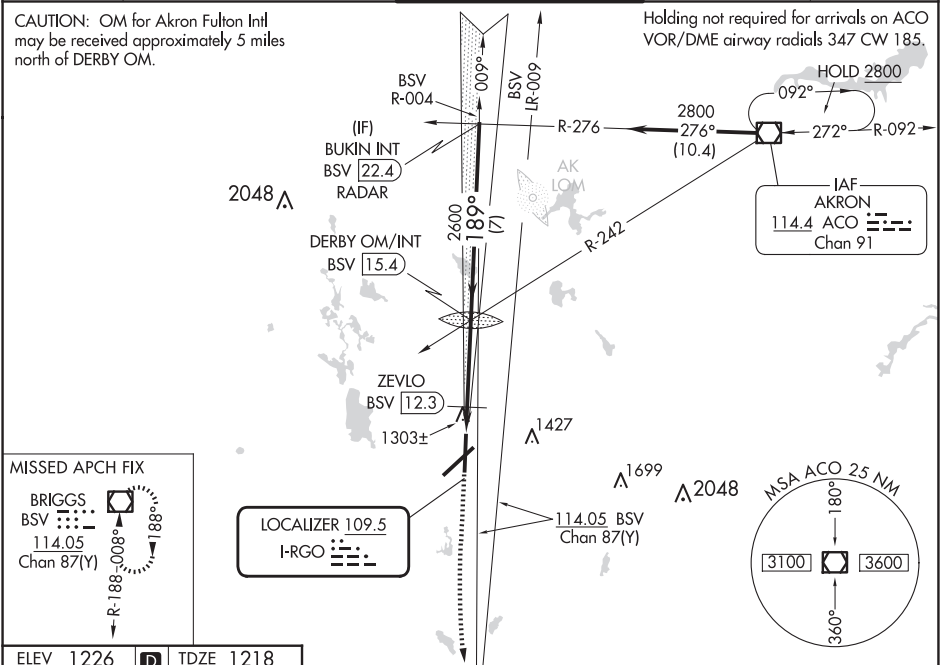 CAUTION: OM for Akron Fulton Intl
may be received approximately 5 miles
north of DERBY OM.
Holding not required for arrivals on ACO
VOR/DME airway radials 347 CW 185.
HOLD 2800
092°
272°
R-092
009°
BSV
LR-009
BSV
R-004
R-276
2800
276°
(10.4)
(IF)
BUKIN INT
BSV 22.4
RADAR
AK
LOM
IAF
AKRON
114.4 ACO
Chan 91
2048
2600
189°
(7)
R-242
DERBY OM/INT
BSV 15.4
ZEVLO
BSV 12.3
1303±
1427
1699
2048
MISSED APCH FIX
BRIGGS
BSV
114.05
Chan 87(Y)
188°
R-188
008°
LOCALIZER 109.5
I-RGO
114.05 BSV
Chan 87(Y)
MSA ACO 25 NM
180°
3100
3600
360°
ELEV 1226
D
TDZE 1218